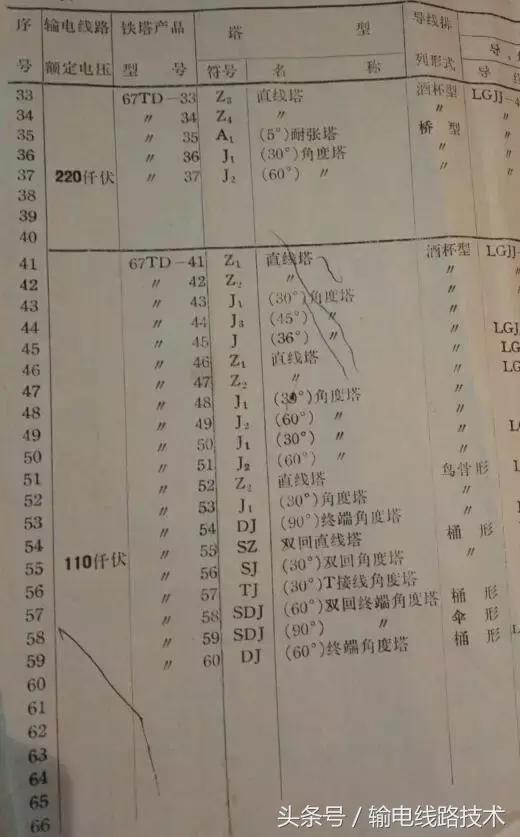 序 输电线路 铁塔产品 塔 型 导线排 导
号 额定电压 型 号 符号 名 称 列形式 导
33 67TD-33 Z₃ 直线塔 酒杯型 LGJJ-4
34 〃 34 Z₄ 〃 〃
35 〃 35 A₁ (5°)耐张塔 桥 型
36 〃 36 J₁ (30°)角度塔 〃
37 220仟伏 〃 37 J₂ (60°) 〃 〃
38
39
40
41 67TD-41 Z₁ 直线塔 酒杯型 LGJJ-
42 〃 42 Z₂ 〃 〃
43 〃 43 J₁ (30°)角度塔 〃
44 〃 44 J₃ (45°) 〃 〃
45 〃 45 J (36°) 〃 〃 LGJ
46 〃 46 Z₁ 直线塔 〃 LG
47 〃 47 Z₂ 〃 〃 LG
48 〃 48 J₁ (30°)角度塔 〃
49 〃 49 J₂ (60°) 〃 〃
50 〃 50 J₁ (30°) 〃 〃
51 〃 51 J₂ (60°) 〃 〃
52 〃 52 Z₂ 直线塔 鸟骨形
53 〃 53 J₁ (30°)角度塔 〃
54 〃 54 DJ (90°)终端角度塔 〃
55 110仟伏 〃 55 SZ 双回直线塔 桶 形
56 〃 56 SJ (30°)双回角度塔 〃
57 〃 57 TJ (30°)T接线角度塔
58 〃 58 SDJ (60°)双回终端角度塔 桶 形
59 〃 59 SDJ (90°) 〃 伞 形
60 〃 60 DJ (60°)终端角度塔 桶 形
61
62
63
64
65
66
头条号/输电线路技术